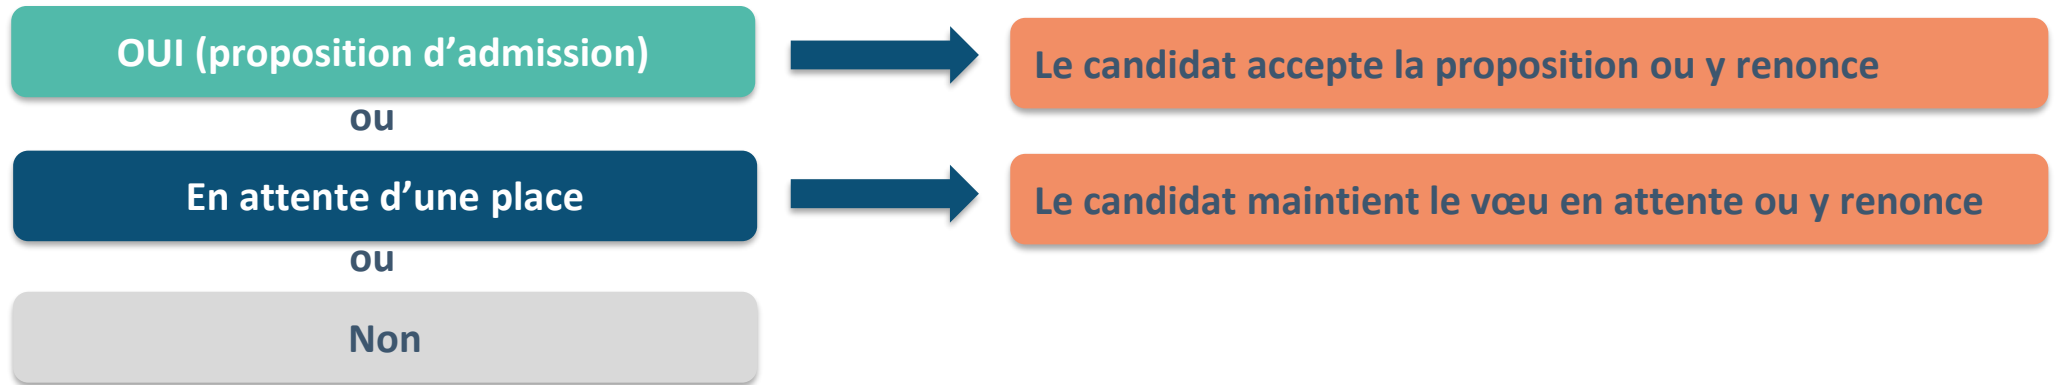 OUI (proposition d’admission)
Le candidat accepte la proposition ou y renonce
ou
En attente d’une place
Le candidat maintient le vœu en attente ou y renonce
ou
Non